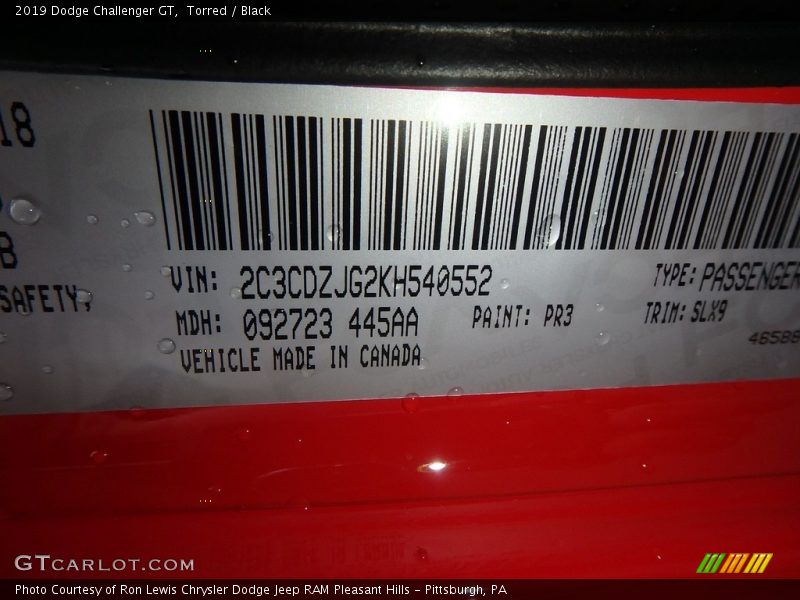 2019 Dodge Challenger GT, Torred / Black
18
B
SAFETY,
VIN: 2C3CDZJG2KH540552
TYPE: PASSENGER
MDH: 092723 445AA
PAINT: PR3
TRIM: SLX9
VEHICLE MADE IN CANADA
46588
GTCARLOT.COM
Photo Courtesy of Ron Lewis Chrysler Dodge Jeep RAM Pleasant Hills - Pittsburgh, PA